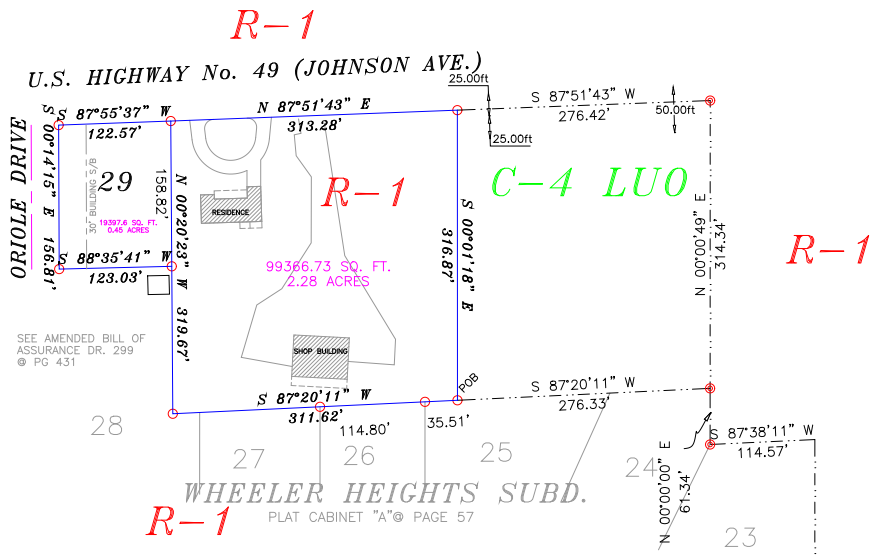 R-1
U.S. HIGHWAY No. 49 (JOHNSON AVE.)
25.00ft
S 87°55'37" W
122.57'
N 87°51'43" E
313.28'
S 87°51'43" W
276.42'
50.00ft
25.00ft
ORIOLE DRIVE
S 00°14'15" E 156.81'
30' BUILDING S/B
29
19397.6 SQ. FT.
0.45 ACRES
158.82'
N 00°20'23" W 319.67'
RESIDENCE
R-1
C-4 LUO
S 00°01'18" E
316.87'
N 00°00'49" E
314.34'
R-1
S 88°35'41" W
123.03'
99366.73 SQ. FT.
2.28 ACRES
SEE AMENDED BILL OF
ASSURANCE DR. 299
@ PG 431
SHOP BUILDING
POB
S 87°20'11" W
311.62'
S 87°20'11" W
276.33'
114.80'
35.51'
28
27
26
25
24
23
S 87°38'11" W
114.57'
N 00°00'00" E
61.34'
WHEELER HEIGHTS SUBD.
PLAT CABINET "A"@ PAGE 57
R-1